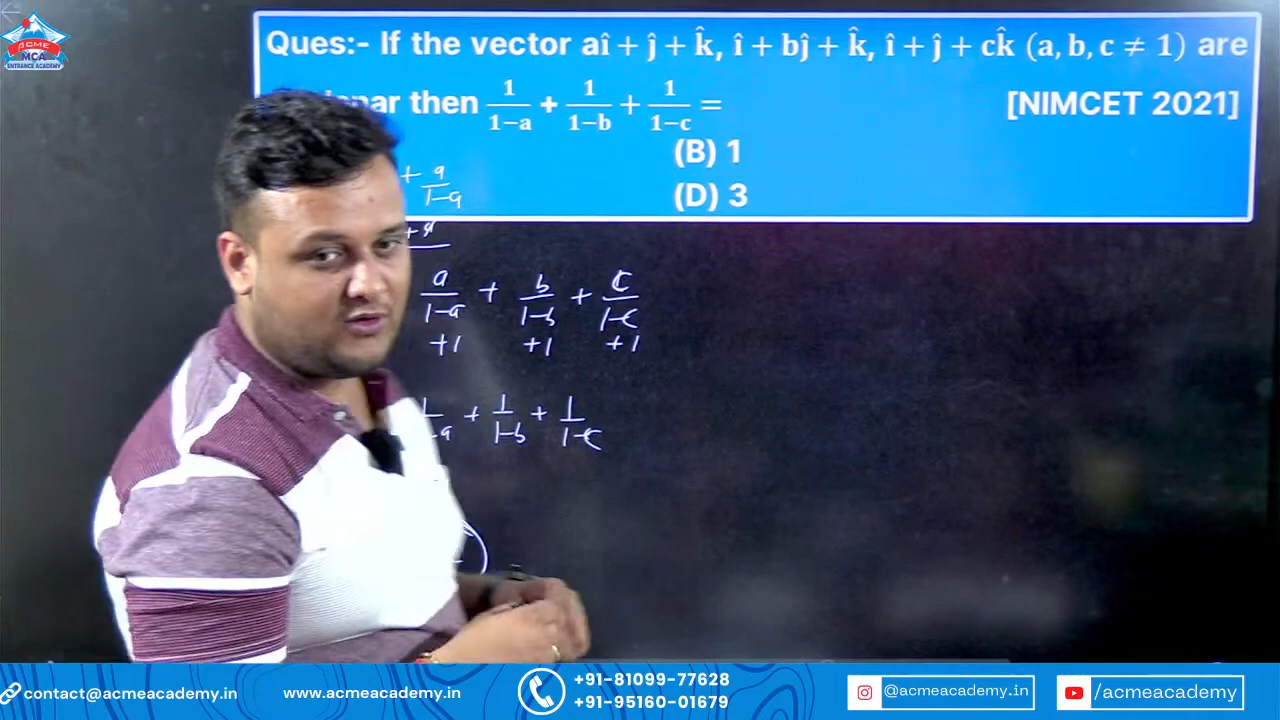 ACME
MCA
ENTRANCE ACADEMY
Ques:- If the vector aî + ĵ + k̂, î + bĵ + k̂, î + ĵ + ck̂ (a, b, c ≠ 1) are
then 1/1−a + 1/1−b + 1/1−c = [NIMCET 2021]
(B) 1
(D) 3
+ a/1-a
a/1-a + b/1-b + c/1-c
+1 +1 +1
+ 1/1-b + 1/1-c
contact@acmeacademy.in
www.acmeacademy.in
+91-81099-77628
+91-95160-01679
@acmeacademy.in
/acmeacademy